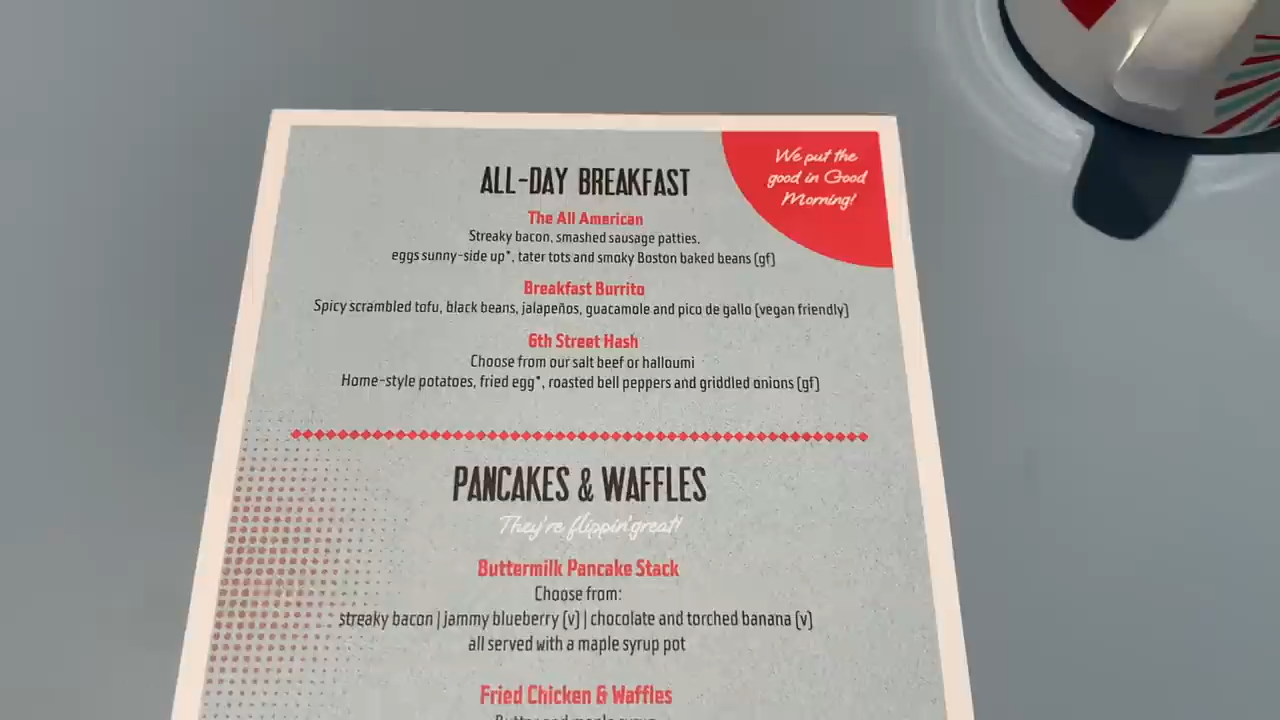 We put the
good in Good
Morning!
ALL-DAY BREAKFAST
The All American
Streaky bacon, smashed sausage patties,
eggs sunny-side up*, tater tots and smoky Boston baked beans (gf)
Breakfast Burrito
Spicy scrambled tofu, black beans, jalapeños, guacamole and pico de gallo (vegan friendly)
6th Street Hash
Choose from our salt beef or halloumi
Home-style potatoes, fried egg*, roasted bell peppers and griddled onions (gf)
PANCAKES & WAFFLES
They're flippin' great!
Buttermilk Pancake Stack
Choose from:
streaky bacon | jammy blueberry (v) | chocolate and torched banana (v)
all served with a maple syrup pot
Fried Chicken & Waffles